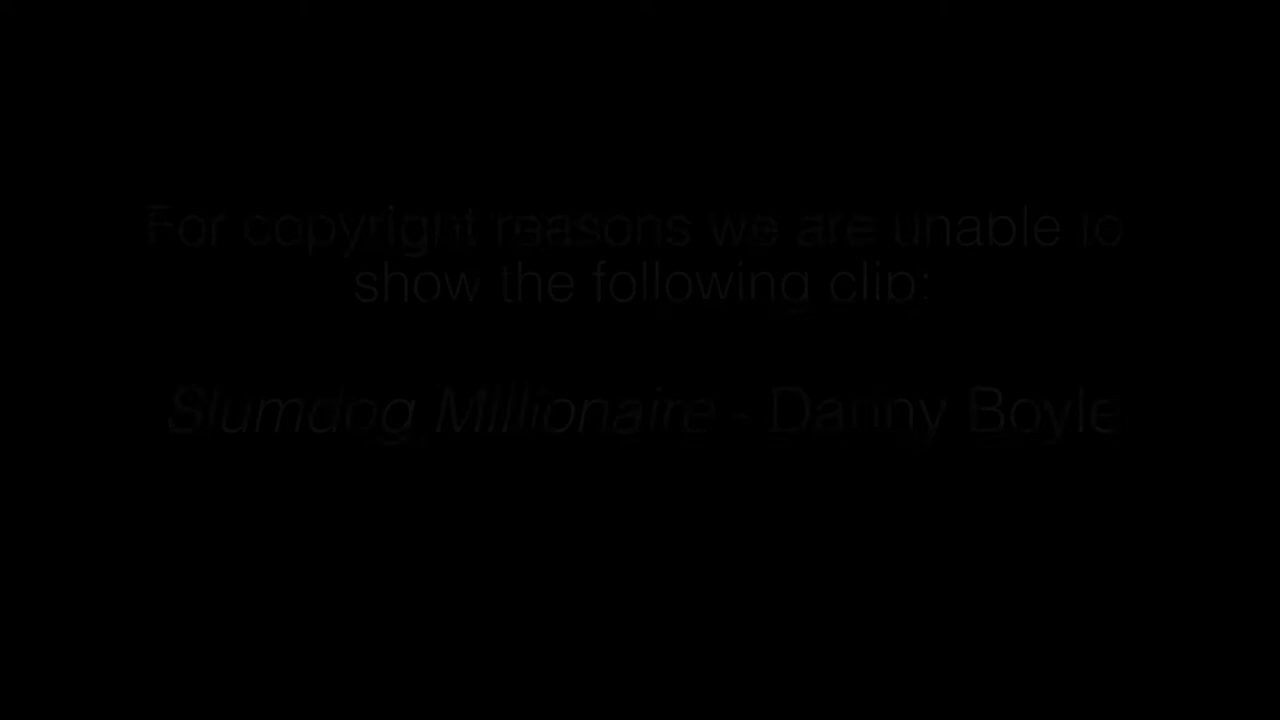 For copyright reasons we are unable to
show the following clip:
Slumdog Millionaire - Danny Boyle